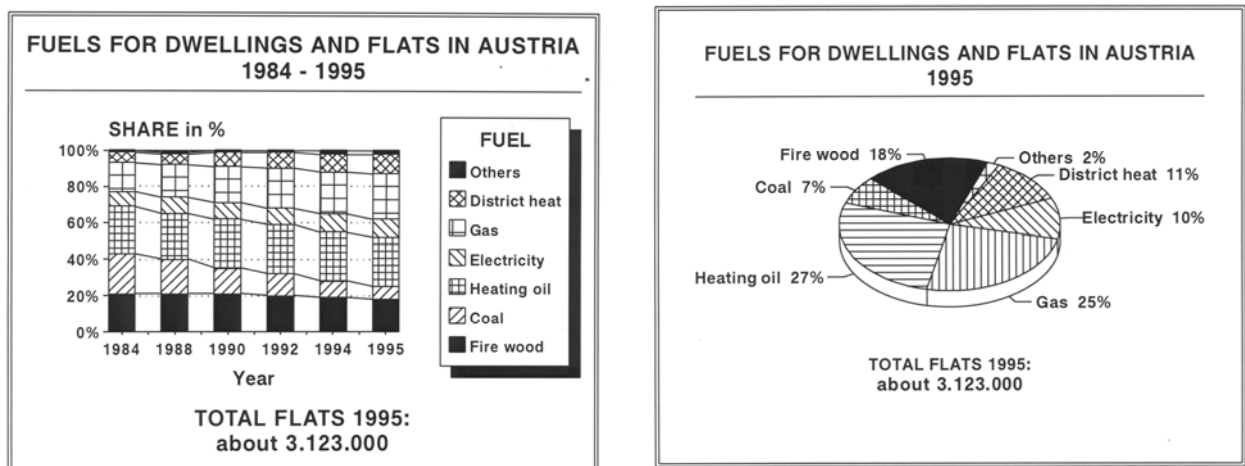 FUELS FOR DWELLINGS AND FLATS IN AUSTRIA
1984 - 1995
SHARE in %
100%
80%
60%
40%
20%
0%
1984 1988 1990 1992 1994 1995
Year
FUEL
Others
District heat
Gas
Electricity
Heating oil
Coal
Fire wood
TOTAL FLATS 1995:
about 3.123.000
FUELS FOR DWELLINGS AND FLATS IN AUSTRIA
1995
Fire wood 18%
Others 2%
District heat 11%
Coal 7%
Electricity 10%
Heating oil 27%
Gas 25%
TOTAL FLATS 1995:
about 3.123.000